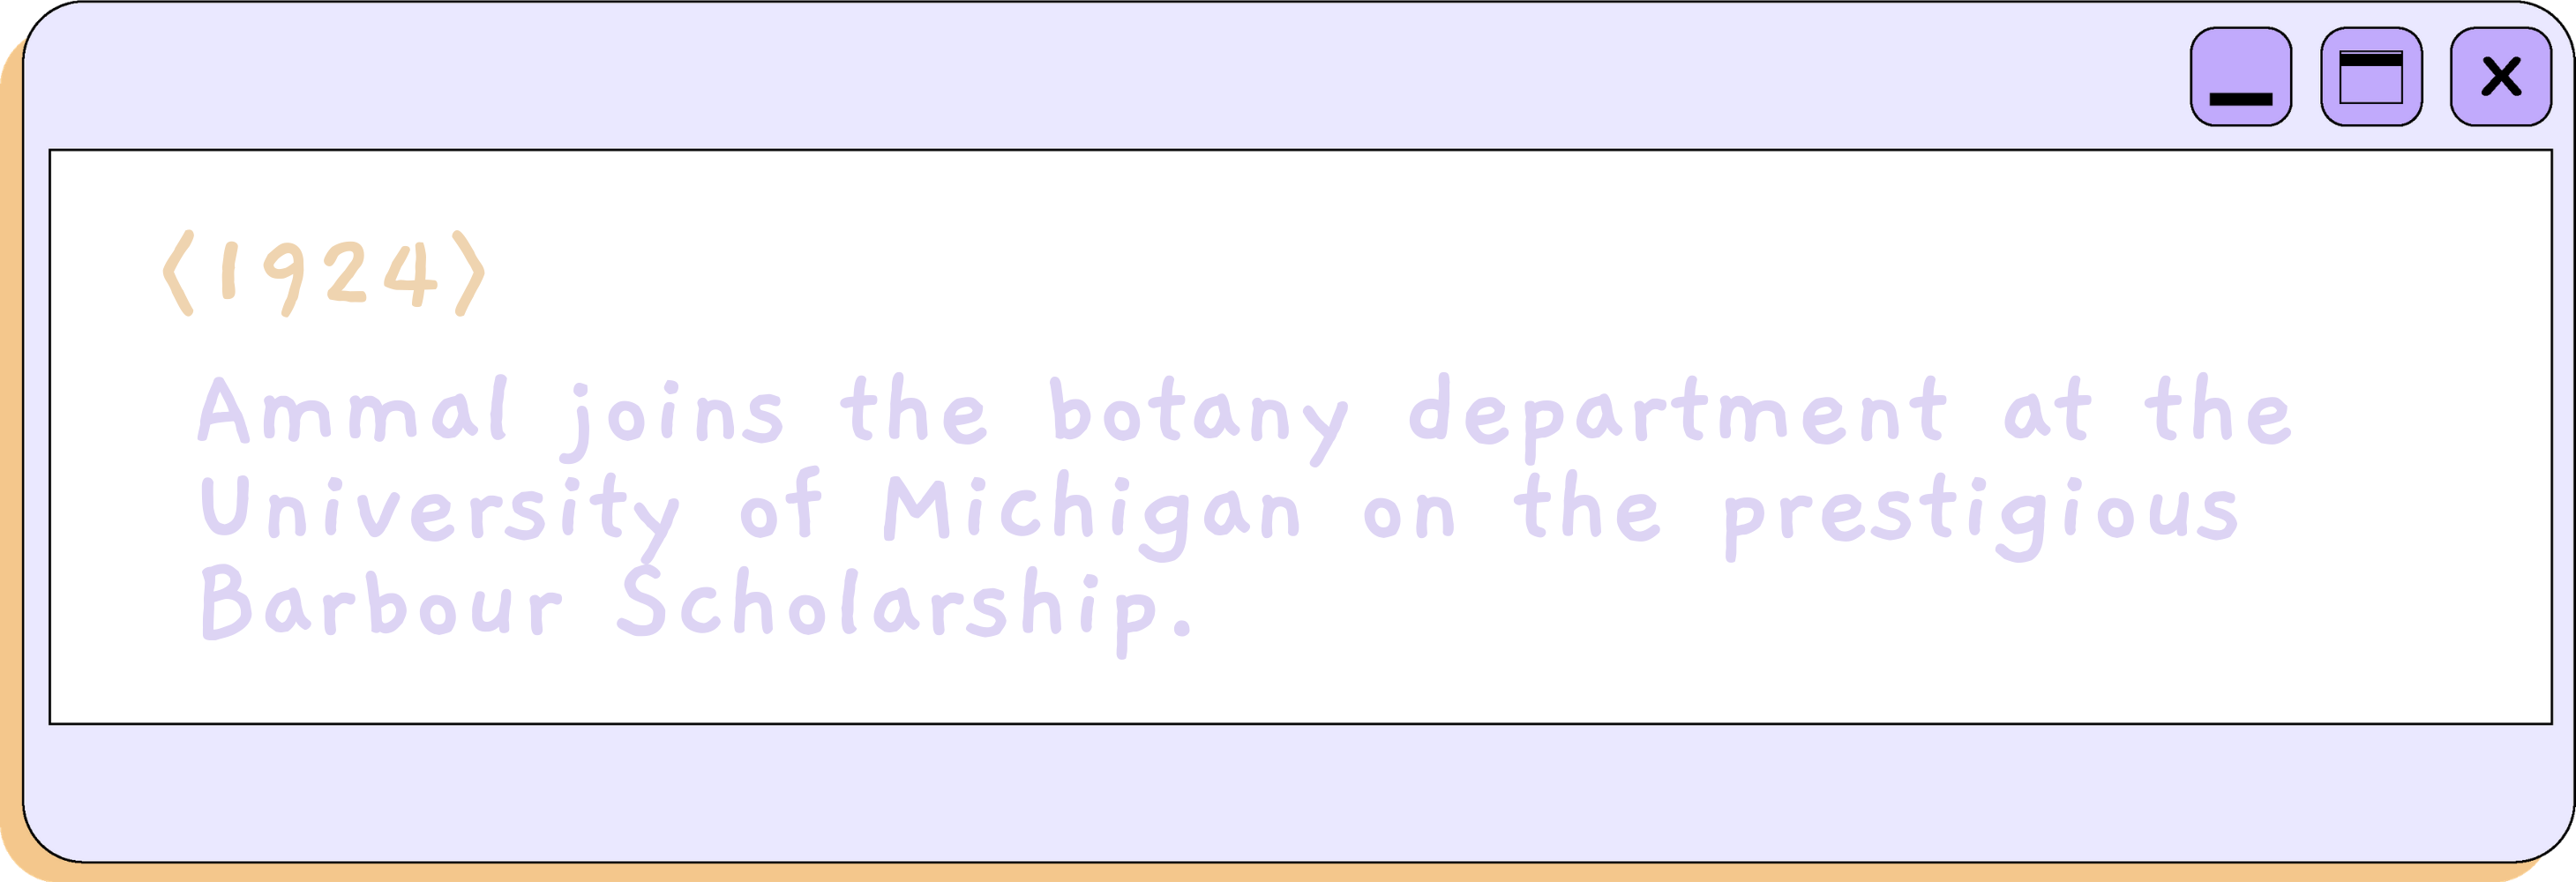 〈1924〉
Ammal joins the botany department at the
University of Michigan on the prestigious
Barbour Scholarship.